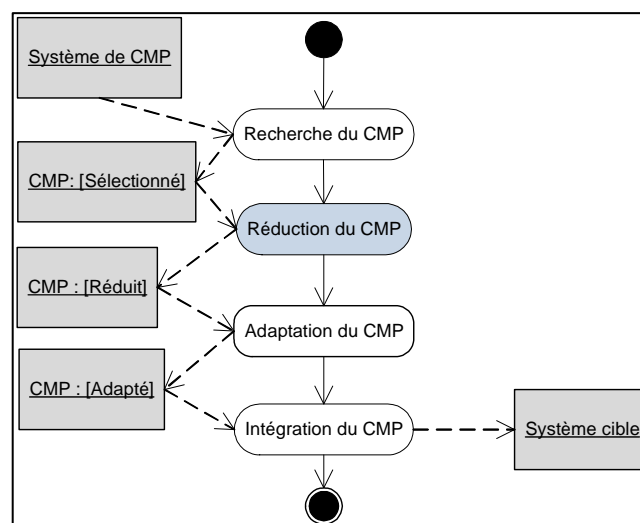 Système de CMP
Recherche du CMP
CMP: [Sélectionné]
Réduction du CMP
CMP : [Réduit]
Adaptation du CMP
CMP : [Adapté]
Intégration du CMP
Système cible